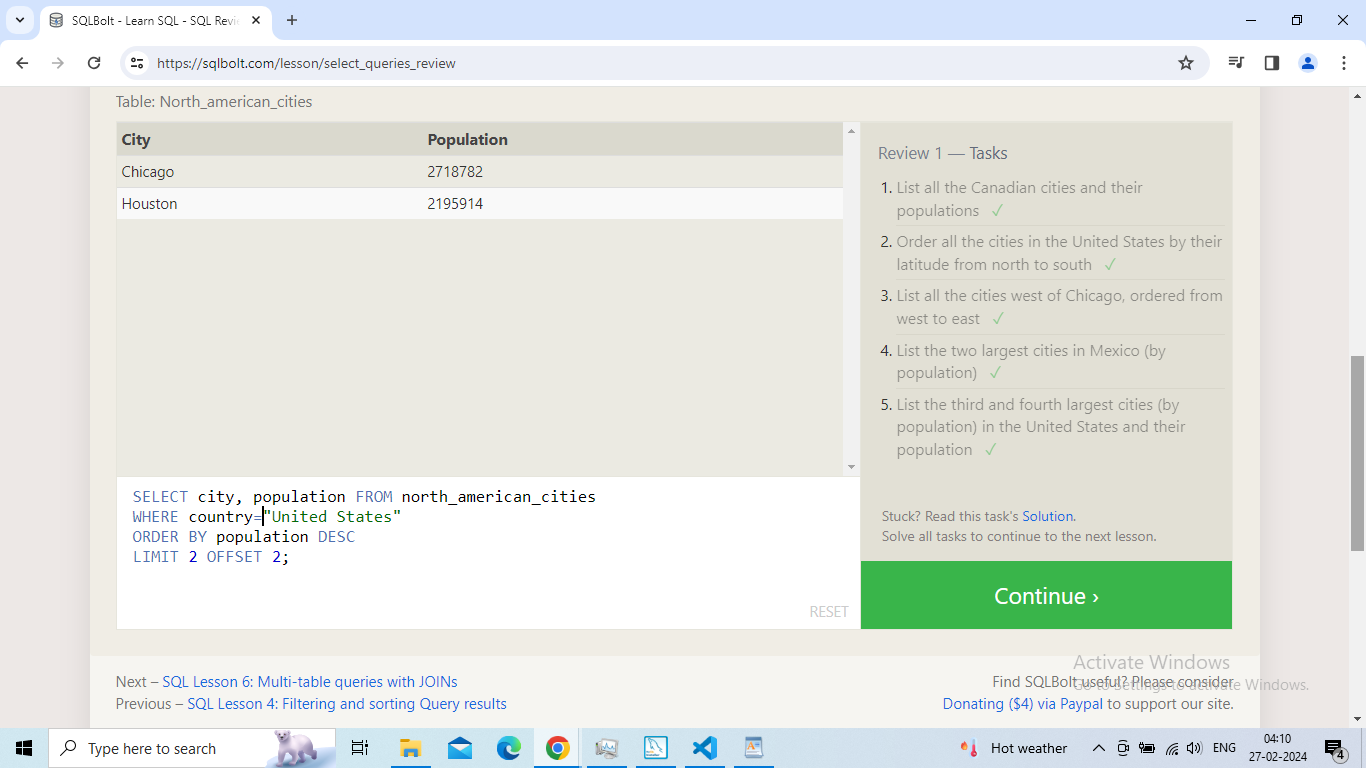 SQLBolt - Learn SQL - SQL Revi
https://sqlbolt.com/lesson/select_queries_review
Table: North_american_cities
City Population
Chicago 2718782
Houston 2195914
Review 1 — Tasks
1. List all the Canadian cities and their
populations ✓
2. Order all the cities in the United States by their
latitude from north to south ✓
3. List all the cities west of Chicago, ordered from
west to east ✓
4. List the two largest cities in Mexico (by
population) ✓
5. List the third and fourth largest cities (by
population) in the United States and their
population ✓
Stuck? Read this task's Solution.
Solve all tasks to continue to the next lesson.
Continue ›
SELECT city, population FROM north_american_cities
WHERE country="United States"
ORDER BY population DESC
LIMIT 2 OFFSET 2;
RESET
Next – SQL Lesson 6: Multi-table queries with JOINs
Previous – SQL Lesson 4: Filtering and sorting Query results
Find SQLBolt useful? Please consider
Donating ($4) via Paypal to support our site.
Activate Windows
Go to Settings to activate Windows.
Type here to search
Hot weather
ENG
04:10
27-02-2024
4